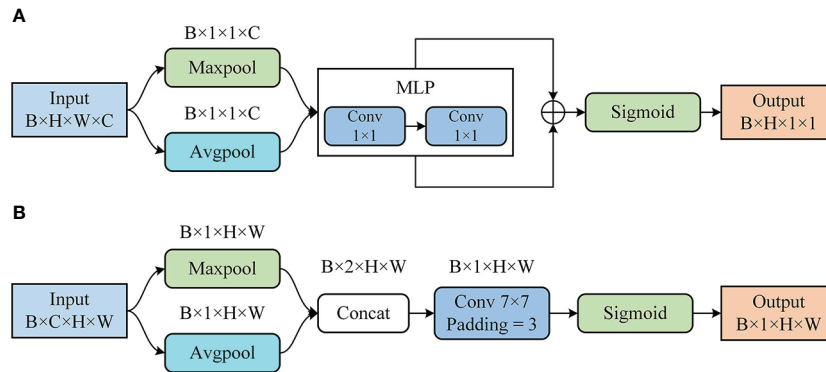 A
B×1×1×C
Maxpool
Input
B×H×W×C
B×1×1×C
Avgpool
MLP
Conv
1×1
Conv
1×1
Sigmoid
Output
B×H×1×1
B
B×1×H×W
Maxpool
Input
B×C×H×W
B×1×H×W
Avgpool
B×2×H×W
Concat
B×1×H×W
Conv 7×7
Padding = 3
Sigmoid
Output
B×1×H×W